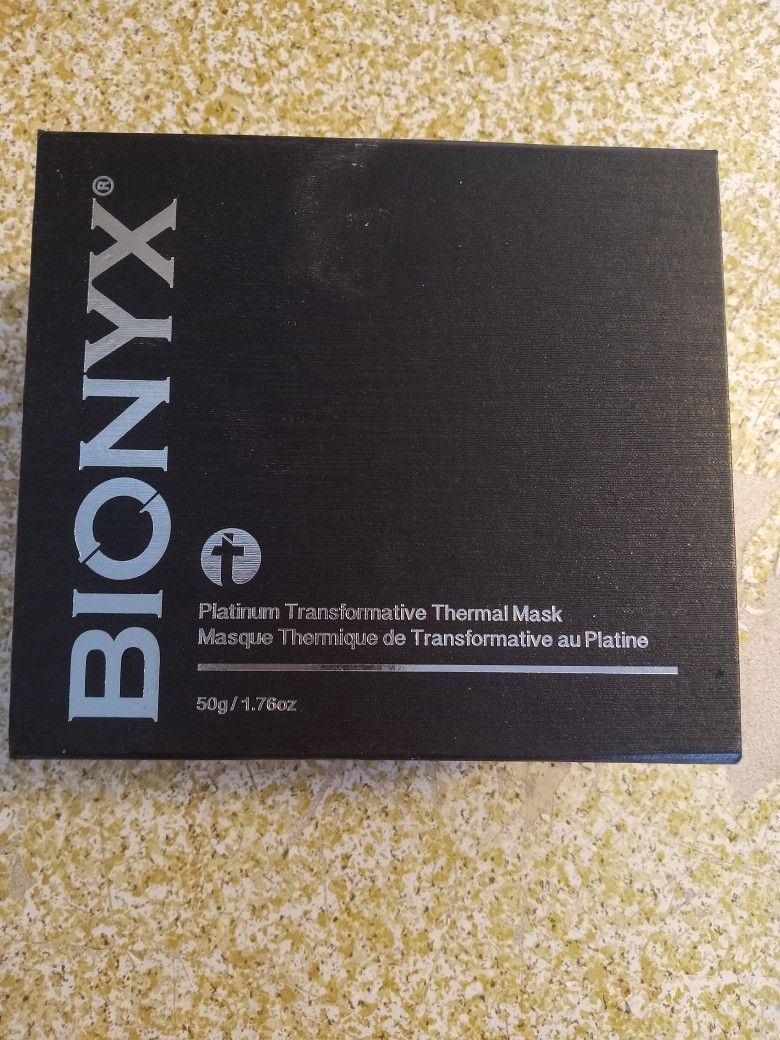 BIONYX®
Platinum Transformative Thermal Mask
Masque Thermique de Transformative au Platine
50g / 1.76oz